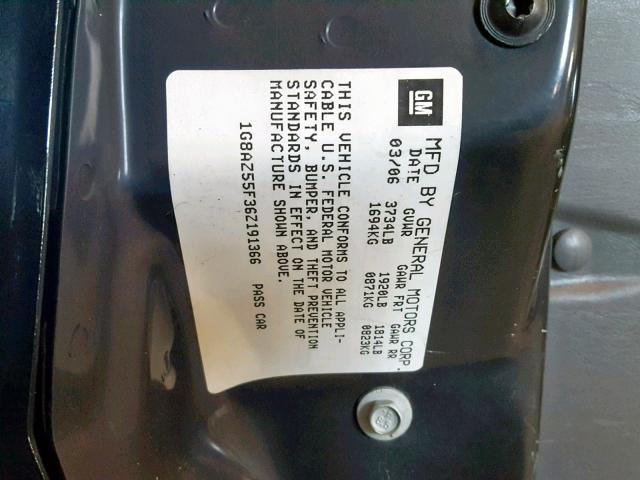 GM
MFD BY GENERAL MOTORS CORP.
DATE GVWR GAWR FRT GAWR RR
03/06 3734LB 1920LB 1814LB
1694KG 0871KG 0823KG
THIS VEHICLE CONFORMS TO ALL APPLI-
CABLE U.S. FEDERAL MOTOR VEHICLE
SAFETY, BUMPER, AND THEFT PREVENTION
STANDARDS IN EFFECT ON THE DATE OF
MANUFACTURE SHOWN ABOVE.
1G8AZ55F36Z191366 PASS CAR